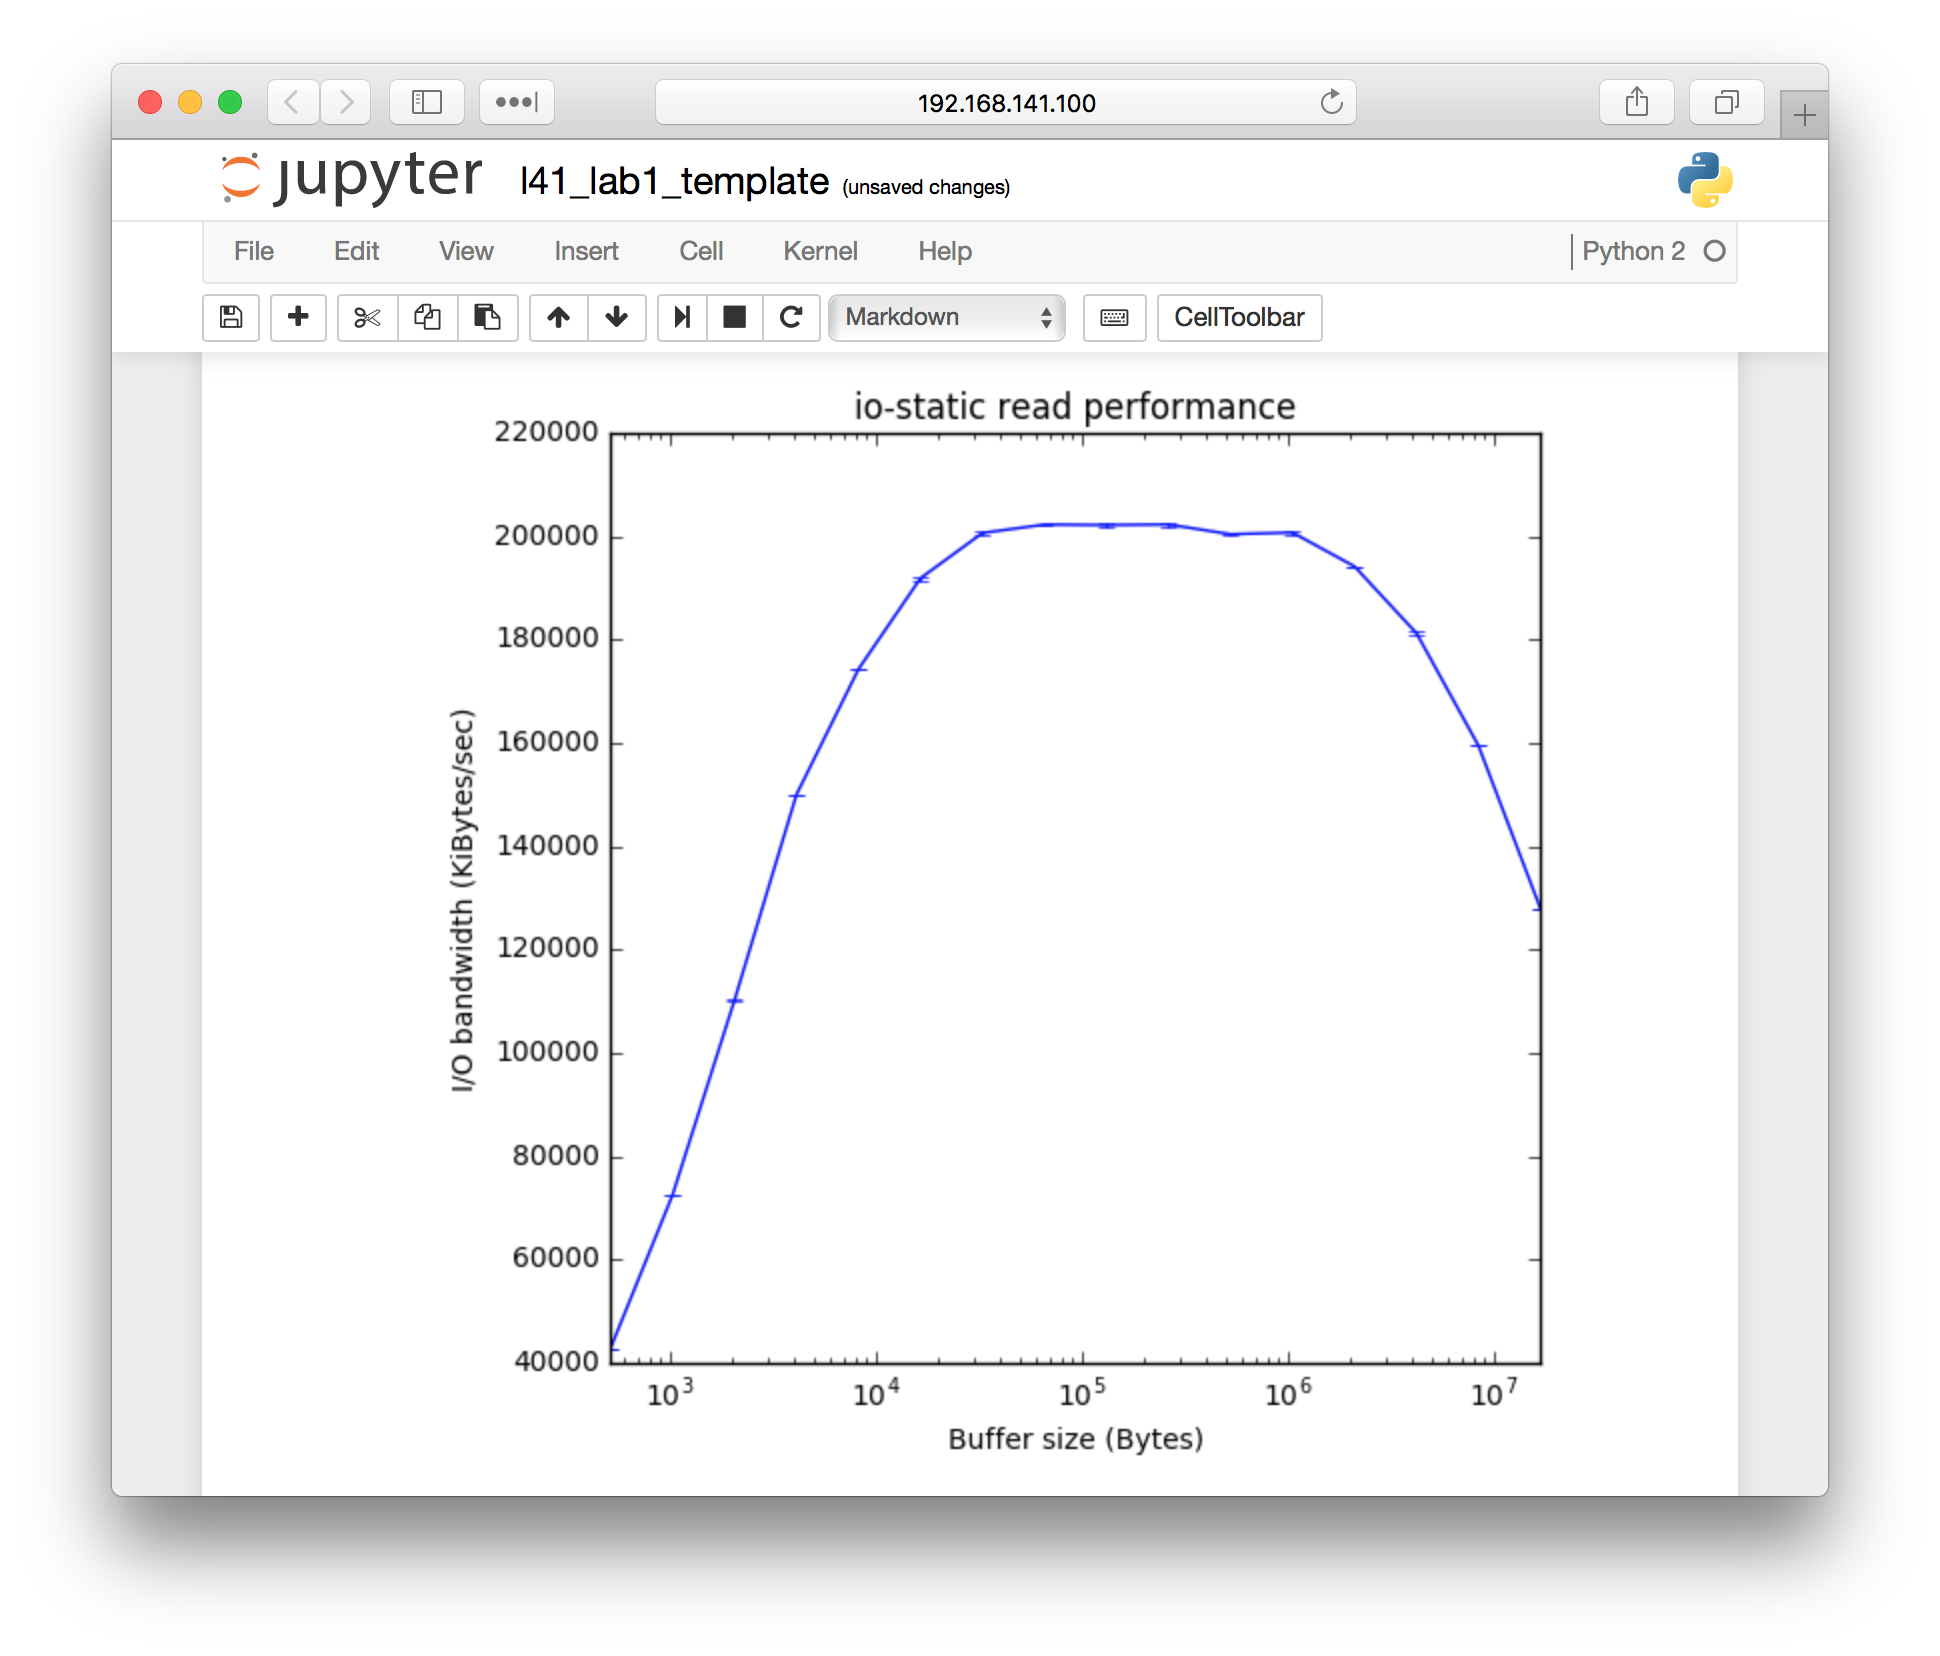 192.168.141.100
jupyter l41_lab1_template (unsaved changes)
File Edit View Insert Cell Kernel Help Python 2
Markdown CellToolbar
io-static read performance
220000
200000
180000
160000
140000
120000
100000
80000
60000
40000
I/O bandwidth (KiBytes/sec)
10³ 10⁴ 10⁵ 10⁶ 10⁷
Buffer size (Bytes)